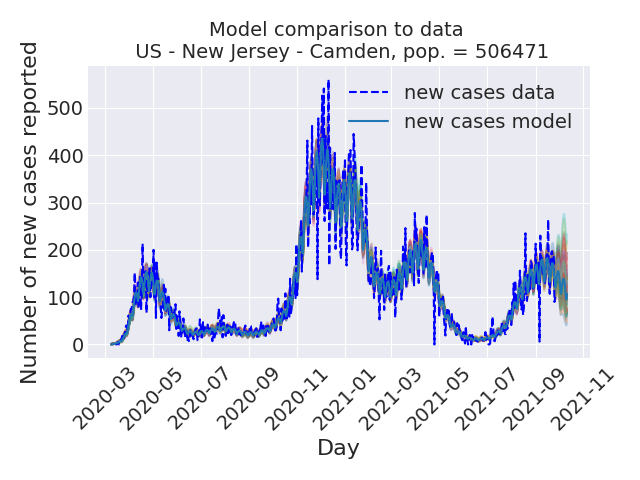 Model comparison to data
US - New Jersey - Camden, pop. = 506471
Number of new cases reported
500
400
300
200
100
0
new cases data
new cases model
2020-03
2020-05
2020-07
2020-09
2020-11
2021-01
2021-03
2021-05
2021-07
2021-09
2021-11
Day